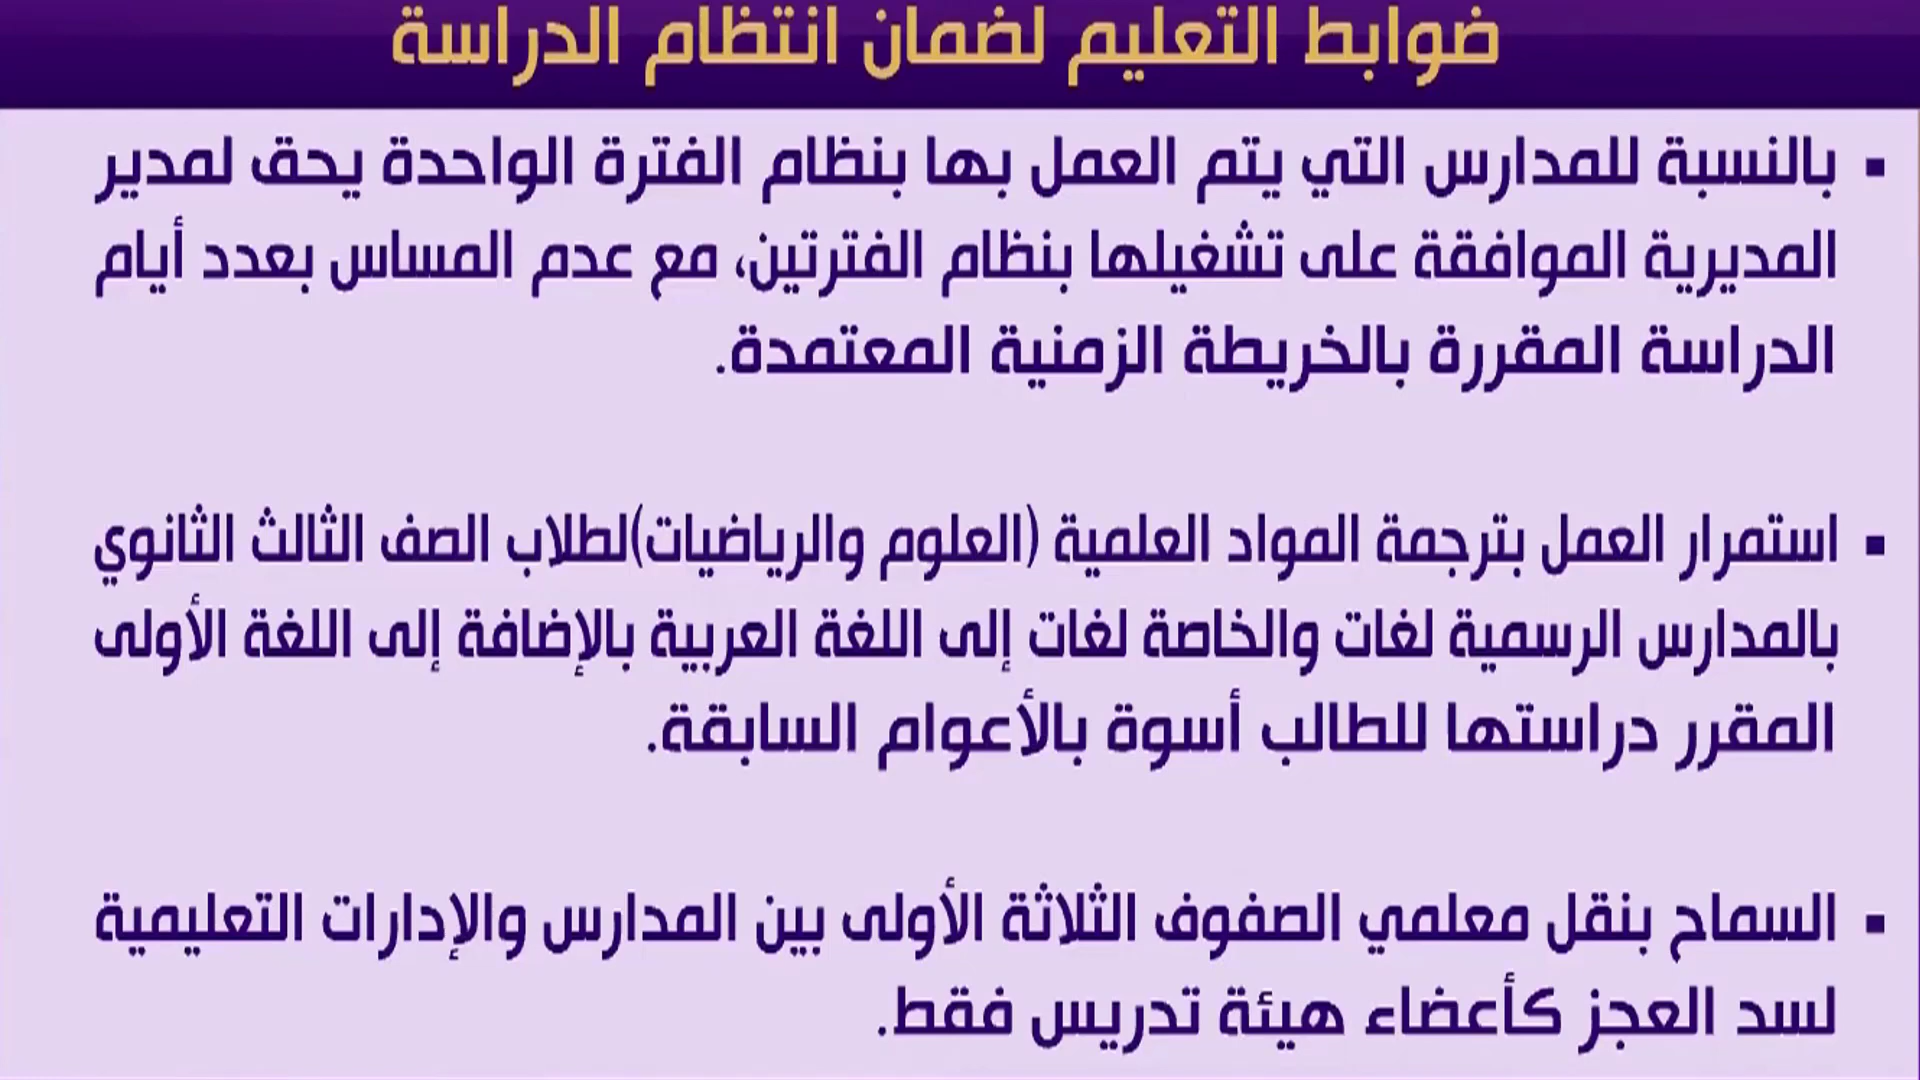 ضوابط التعليم لضمان انتظام الدراسة
▪ بالنسبة للمدارس التي يتم العمل بها بنظام الفترة الواحدة يحق لمدير
المديرية الموافقة على تشغيلها بنظام الفترتين، مع عدم المساس بعدد أيام
الدراسة المقررة بالخريطة الزمنية المعتمدة.
▪ استمرار العمل بترجمة المواد العلمية (العلوم والرياضيات)لطلاب الصف الثالث الثانوي
بالمدارس الرسمية لغات والخاصة لغات إلى اللغة العربية بالإضافة إلى اللغة الأولى
المقرر دراستها للطالب أسوة بالأعوام السابقة.
▪ السماح بنقل معلمي الصفوف الثلاثة الأولى بين المدارس والإدارات التعليمية
لسد العجز كأعضاء هيئة تدريس فقط.